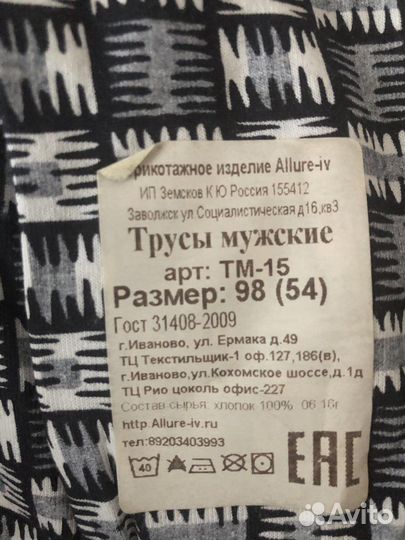 трикотажное изделие Allure-iv
ИП Земсков К Ю Россия 155412
Заволжск ул.Социалистическая д16,кв3
Трусы мужские
арт: ТМ-15
Размер: 98 (54)
Гост 31408-2009
г.Иваново, ул. Ермака д.49
ТЦ Текстильщик-1 оф.127,186(в),
г.Иваново,ул.Кохомское шоссе,д.1д
ТЦ Рио цоколь офис-227
Состав сырья: хлопок 100% 06 16г
http.Allure-iv.ru
тел:89203403993
40
ЕАС
Avito